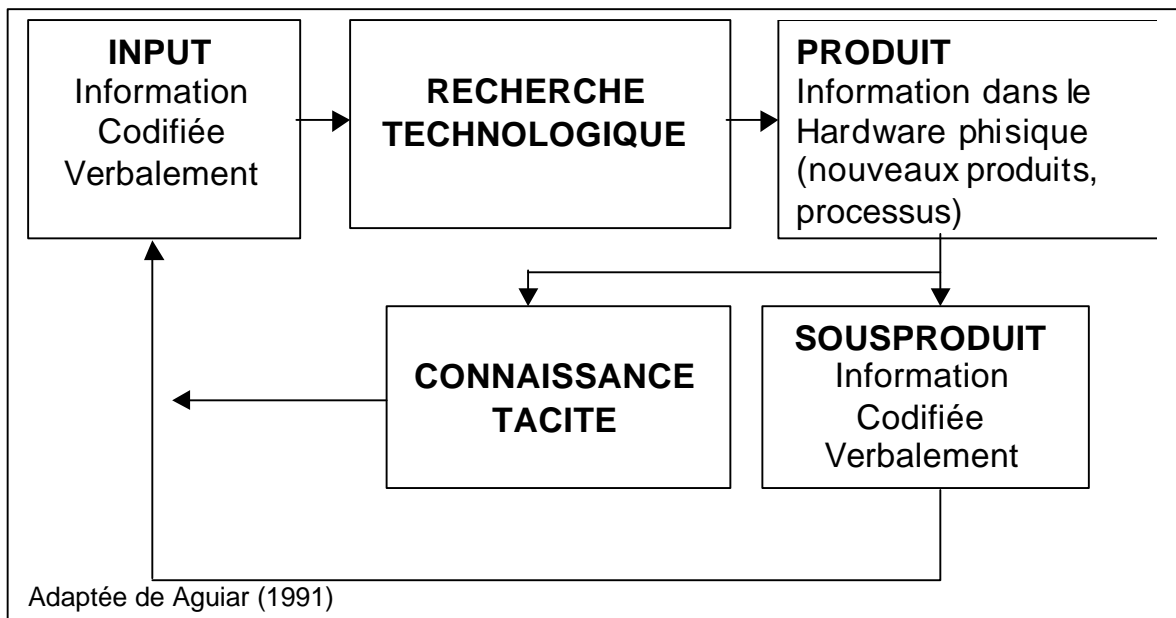 INPUT
Information
Codifiée
Verbalement
RECHERCHE
TECHNOLOGIQUE
PRODUIT
Information dans le
Hardware phisique
(nouveaux produits,
processus)
CONNAISSANCE
TACITE
SOUSPRODUIT
Information
Codifiée
Verbalement
Adaptée de Aguiar (1991)